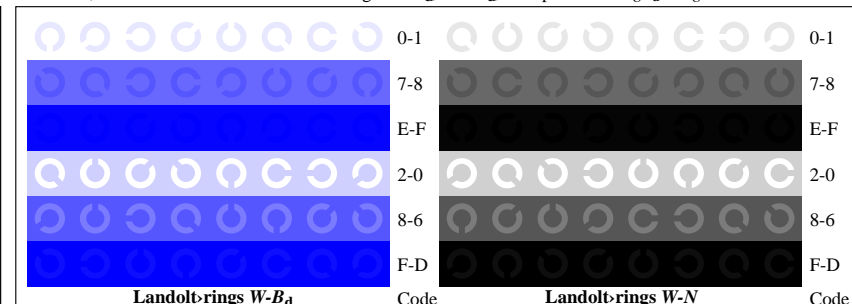 0-1 0-1
7-8 7-8
E-F E-F
2-0 2-0
8-6 8-6
F-D F-D
Landolt›rings W-Bd Code Landolt›rings W-N Code